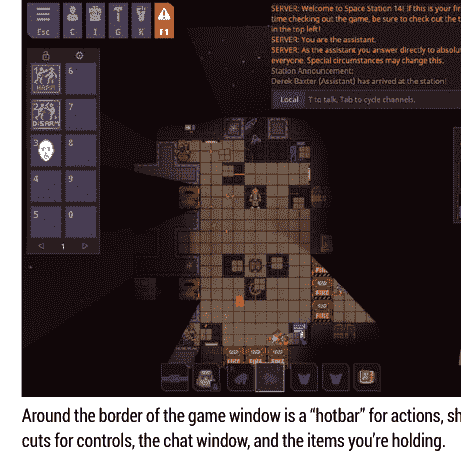 Esc
C
I
G
K
F1
SERVER: Welcome to Space Station 14! If this is your fir
time checking out the game, be sure to check out the t
in the top left!
SERVER: You are the assistant.
SERVER: As the assistant you answer directly to absolut
everyone. Special circumstances may change this.
Station Announcement:
Derek Baxter (Assistant) has arrived at the station!
Local T to talk, Tab to cycle channels.
6
2 DISARM 7
3 8
4 9
5 0
1
Around the border of the game window is a “hotbar” for actions, sh
cuts for controls, the chat window, and the items you’re holding.